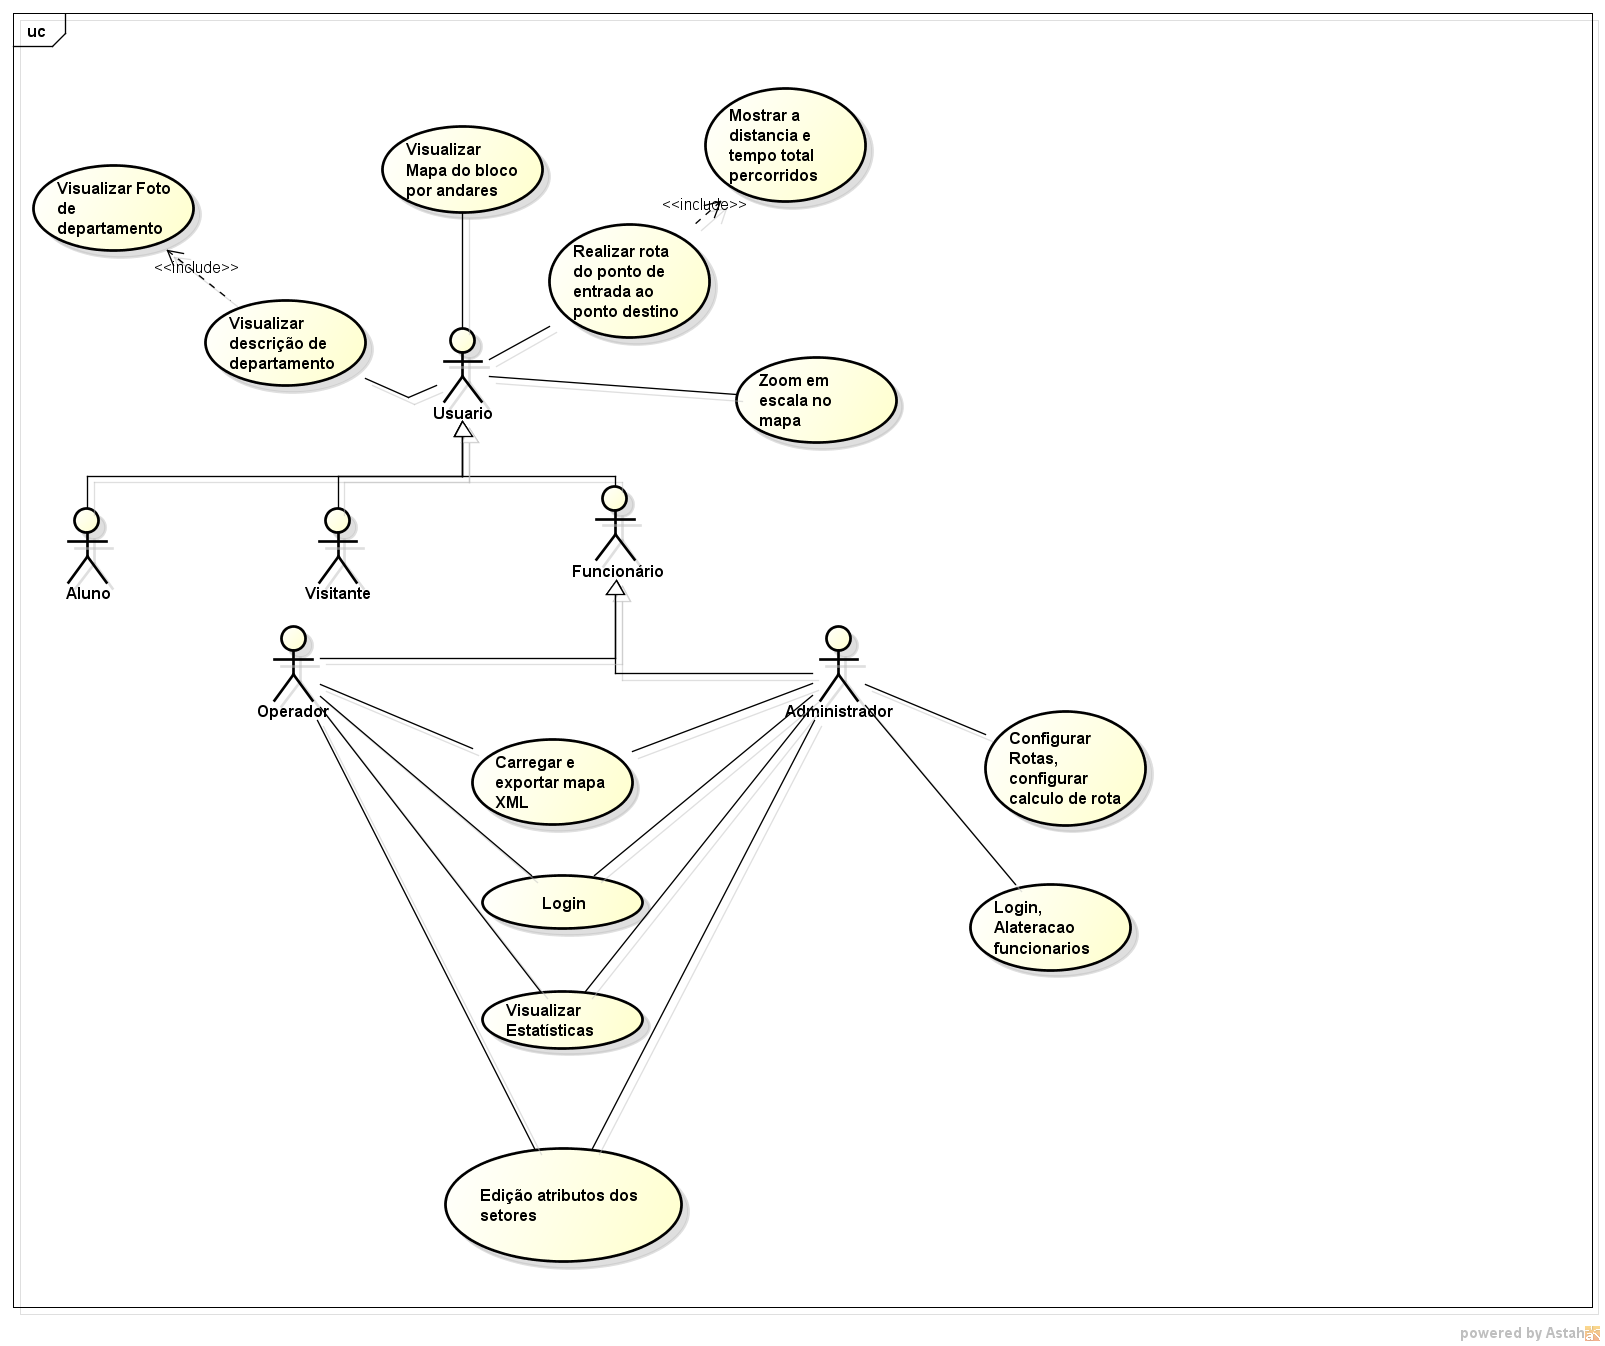 uc
Mostrar a
distancia e
tempo total
percorridos
Visualizar
Mapa do bloco
por andares
Visualizar Foto
de
departamento
<<include>>
<<include>>
Realizar rota
do ponto de
entrada ao
ponto destino
Visualizar
descrição de
departamento
Zoom em
escala no
mapa
Usuario
Aluno
Visitante
Funcionário
Operador
Administrador
Carregar e
exportar mapa
XML
Configurar
Rotas,
configurar
calculo de rota
Login
Login,
Alateracao
funcionarios
Visualizar
Estatísticas
Edição atributos dos
setores
powered by Astah